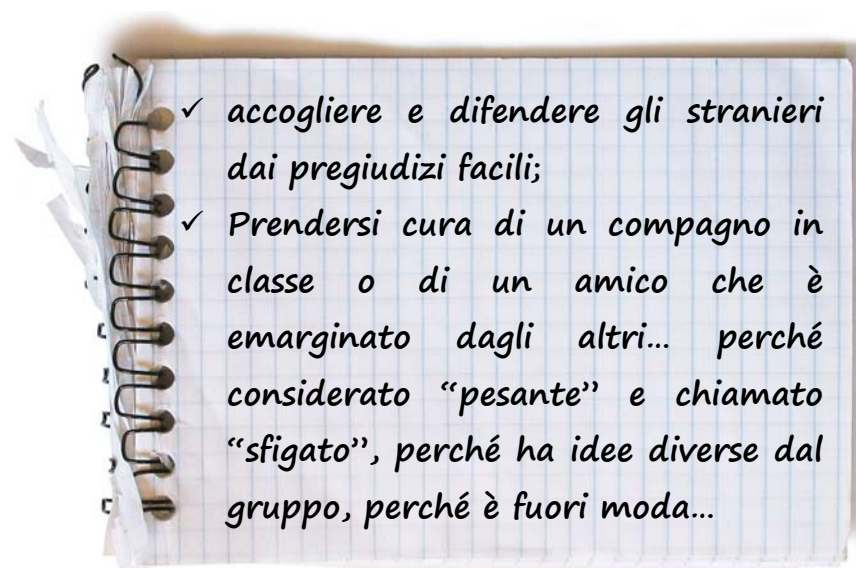 ✓ accogliere e difendere gli stranieri
dai pregiudizi facili;
✓ Prendersi cura di un compagno in
classe o di un amico che è
emarginato dagli altri... perché
considerato “pesante” e chiamato
“sfigato”, perché ha idee diverse dal
gruppo, perché è fuori moda...